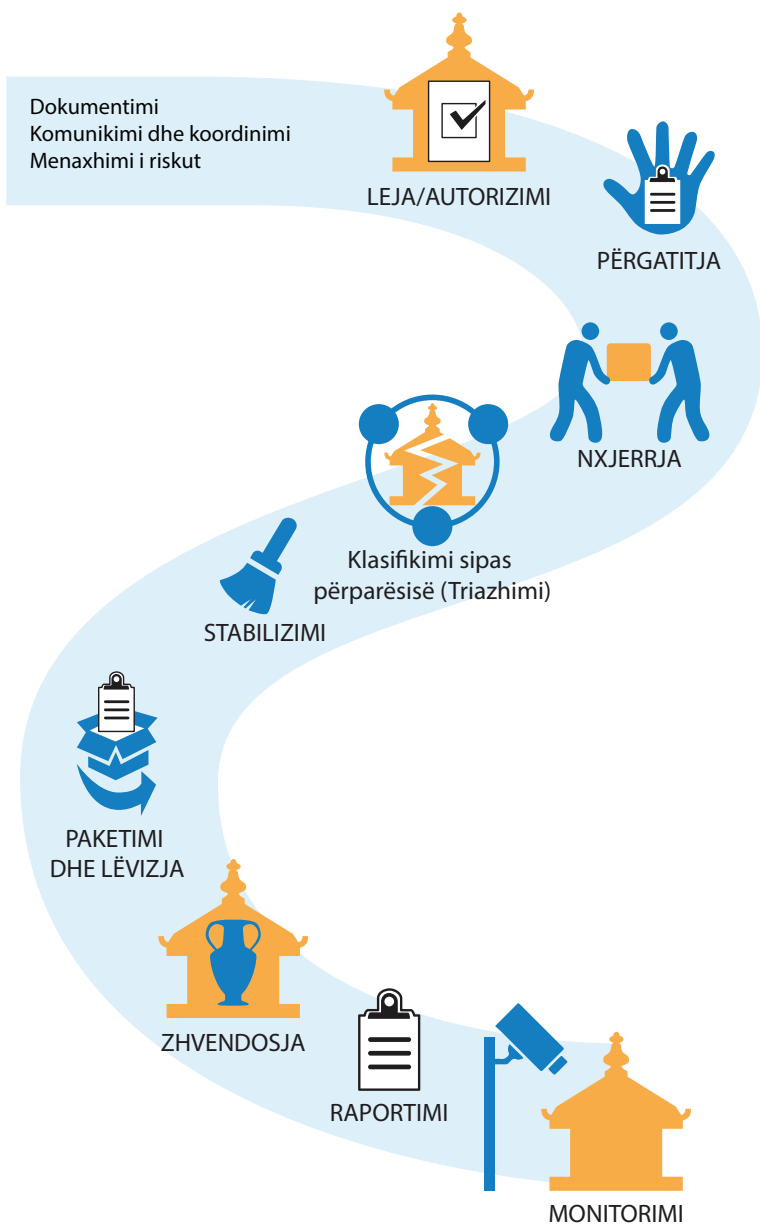 Dokumentimi
Komunikimi dhe koordinimi
Menaxhimi i riskut
LEJA/AUTORIZIMI
PËRGATITJA
NXJERRJA
Klasifikimi sipas
përparësisë (Triazhimi)
STABILIZIMI
PAKETIMI
DHE LËVIZJA
ZHVENDOSJA
RAPORTIMI
MONITORIMI